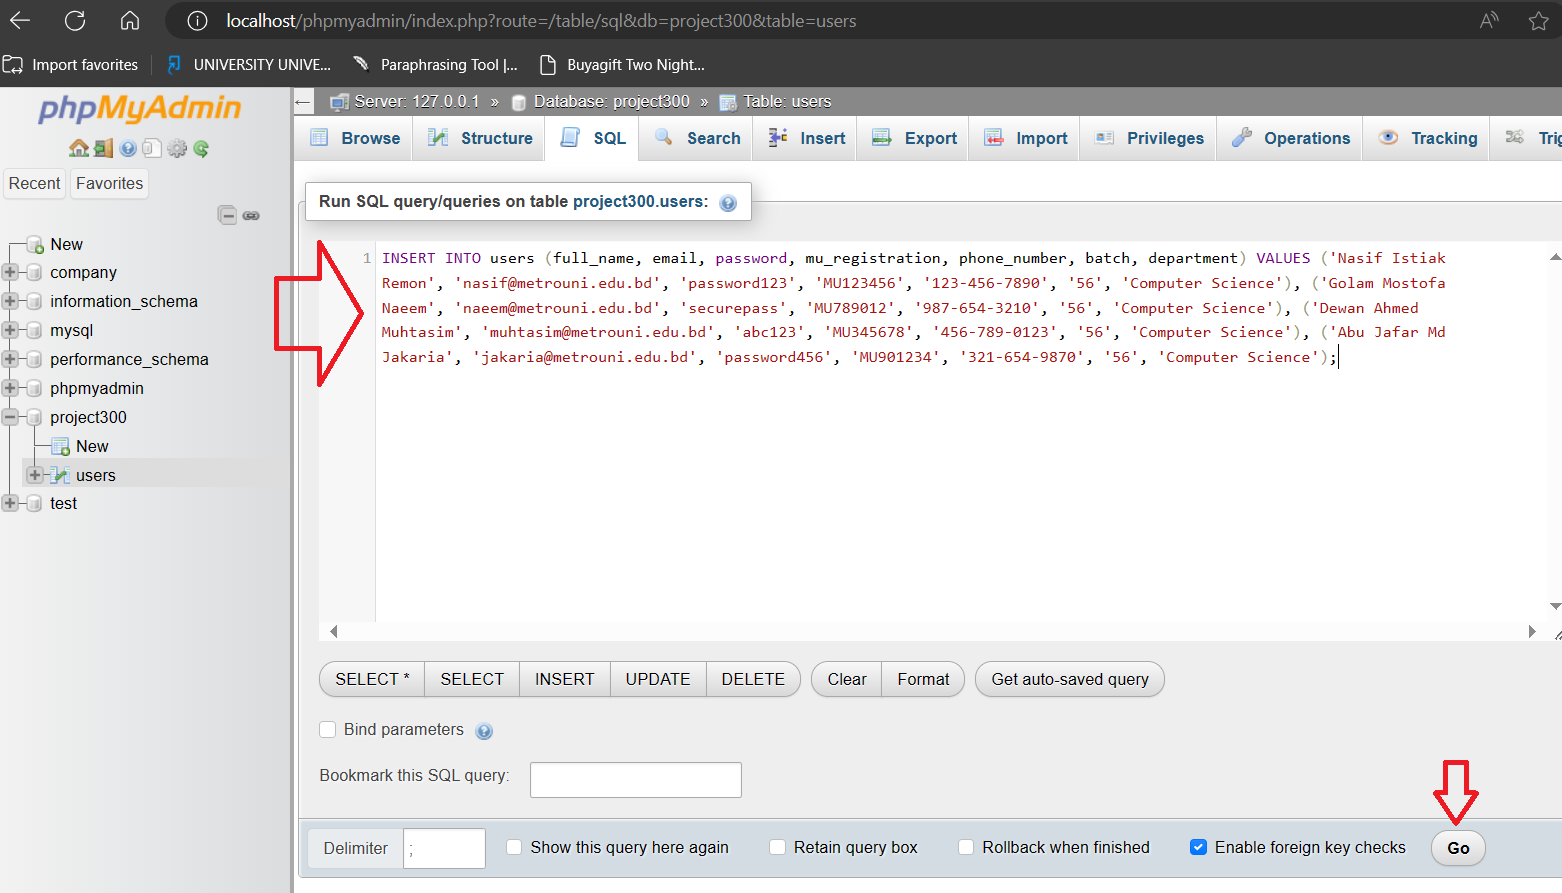 localhost/phpmyadmin/index.php?route=/table/sql&db=project300&table=users
Import favorites
UNIVERSITY UNIVE...
Paraphrasing Tool |...
Buyagift Two Night...
phpMyAdmin
Recent
Favorites
New
company
information_schema
mysql
performance_schema
phpmyadmin
project300
New
users
test
Server: 127.0.0.1 » Database: project300 » Table: users
Browse
Structure
SQL
Search
Insert
Export
Import
Privileges
Operations
Tracking
Trig
Run SQL query/queries on table project300.users:
1 INSERT INTO users (full_name, email, password, mu_registration, phone_number, batch, department) VALUES ('Nasif Istiak
Remon', 'nasif@metrouni.edu.bd', 'password123', 'MU123456', '123-456-7890', '56', 'Computer Science'), ('Golam Mostofa
Naeem', 'naeem@metrouni.edu.bd', 'securepass', 'MU789012', '987-654-3210', '56', 'Computer Science'), ('Dewan Ahmed
Muhtasim', 'muhtasim@metrouni.edu.bd', 'abc123', 'MU345678', '456-789-0123', '56', 'Computer Science'), ('Abu Jafar Md
Jakaria', 'jakaria@metrouni.edu.bd', 'password456', 'MU901234', '321-654-9870', '56', 'Computer Science');
SELECT *
SELECT
INSERT
UPDATE
DELETE
Clear
Format
Get auto-saved query
Bind parameters
Bookmark this SQL query:
Delimiter
;
Show this query here again
Retain query box
Rollback when finished
Enable foreign key checks
Go